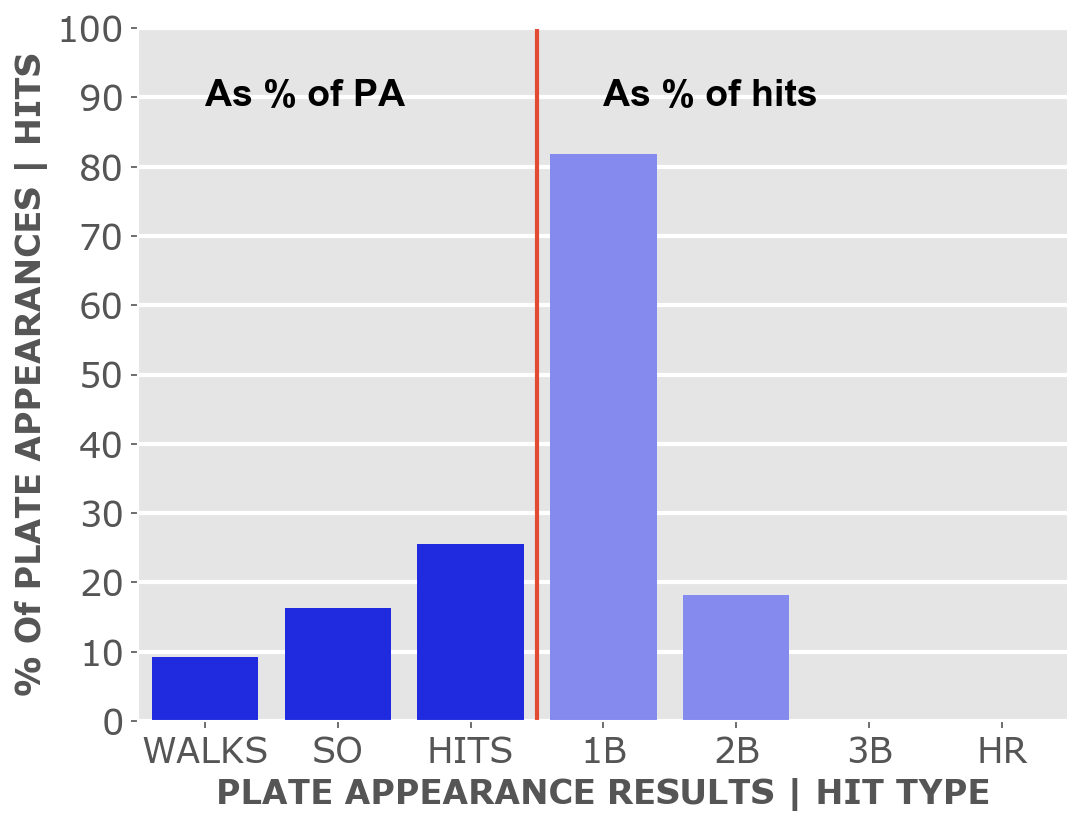 % Of PLATE APPEARANCES | HITS
100
90
80
70
60
50
40
30
20
10
0
As % of PA
As % of hits
WALKS SO HITS 1B 2B 3B HR
PLATE APPEARANCE RESULTS | HIT TYPE